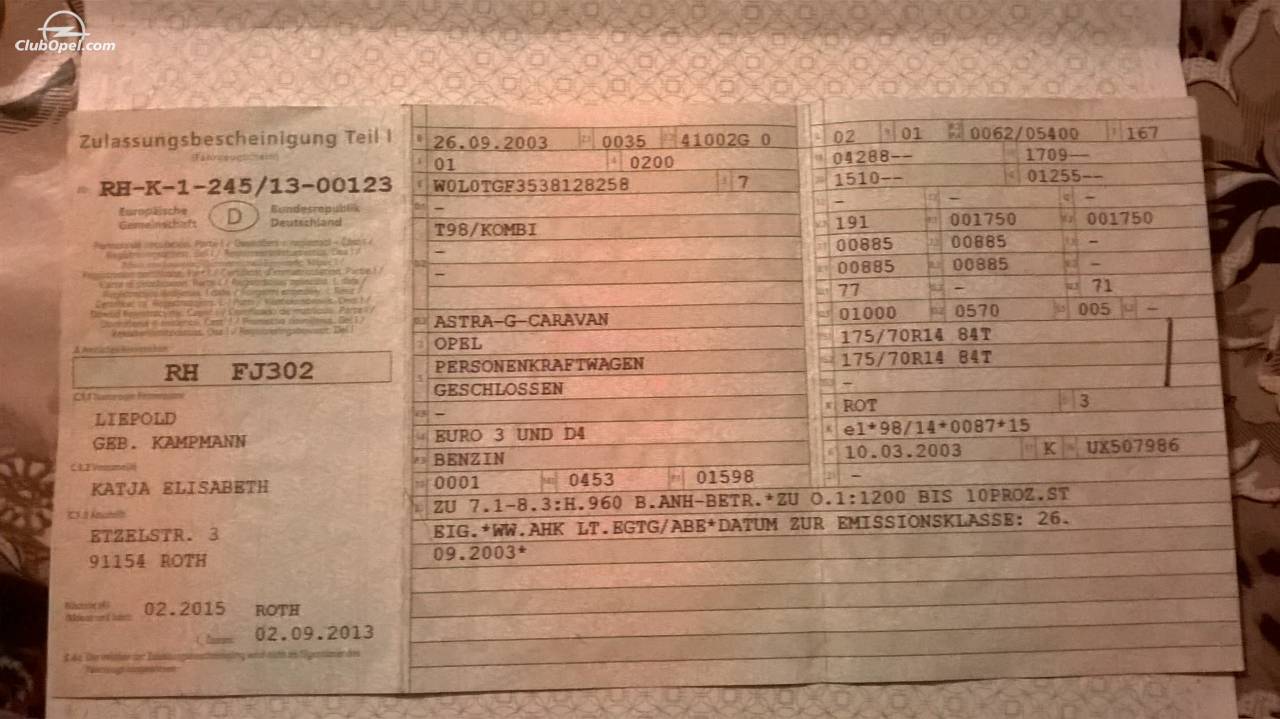 ClubOpel.com
Zulassungsbescheinigung Teil I
(Fahrzeugschein)
RH-K-1-245/13-00123
Europäische Gemeinschaft D Bundesrepublik Deutschland
RH FJ302
LIEPOLD
GEB. KAMPMANN
KATJA ELISABETH
ETZELSTR. 3
91154 ROTH
02.2015 ROTH
02.09.2013
26.09.2003 0035 41002G 0
01 0200
W0L0TGF3538128258 7
–
T98/KOMBI
–
–
ASTRA-G-CARAVAN
OPEL
PERSONENKRAFTWAGEN
GESCHLOSSEN
–
EURO 3 UND D4
BENZIN
0001 0453 01598
02 01 0062/05400 167
04288-- 1709--
1510-- 01255--
– – –
191 001750 001750
00885 00885 –
00885 00885 –
77 – 71
01000 0570 005 –
175/70R14 84T
175/70R14 84T
–
ROT 3
e1*98/14*0087*15
10.03.2003 K UX507986
–
ZU 7.1-8.3:H.960 B.ANH-BETR.*ZU O.1:1200 BIS 10PROZ.ST
EIG.*WW.AHK LT.EGTG/ABE*DATUM ZUR EMISSIONSKLASSE: 26.
09.2003*